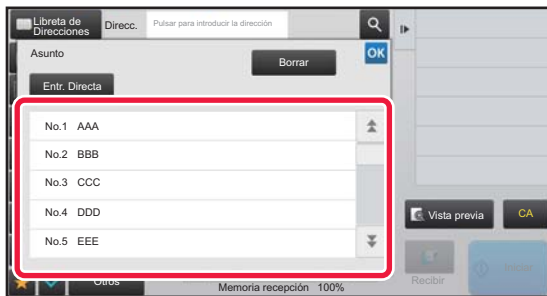 Libreta de
Direcciones
Direcc.
Pulsar para introducir la dirección
Asunto
Borrar
OK
Entr. Directa
No.1 AAA
No.2 BBB
No.3 CCC
No.4 DDD
No.5 EEE
Vista previa
CA
Otros
Memoria recepción 100%
Recibir
Iniciar